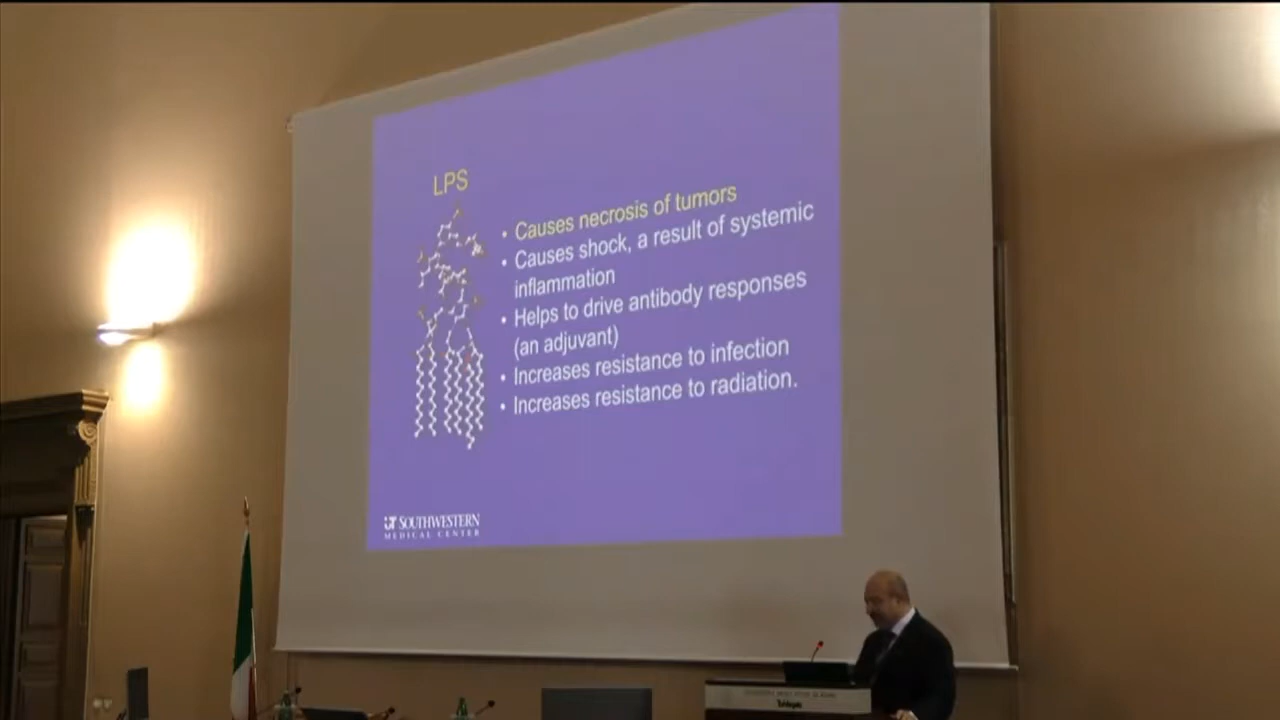 LPS
• Causes necrosis of tumors
• Causes shock, a result of systemic
inflammation
• Helps to drive antibody responses
(an adjuvant)
• Increases resistance to infection
• Increases resistance to radiation.
UT SOUTHWESTERN
MEDICAL CENTER